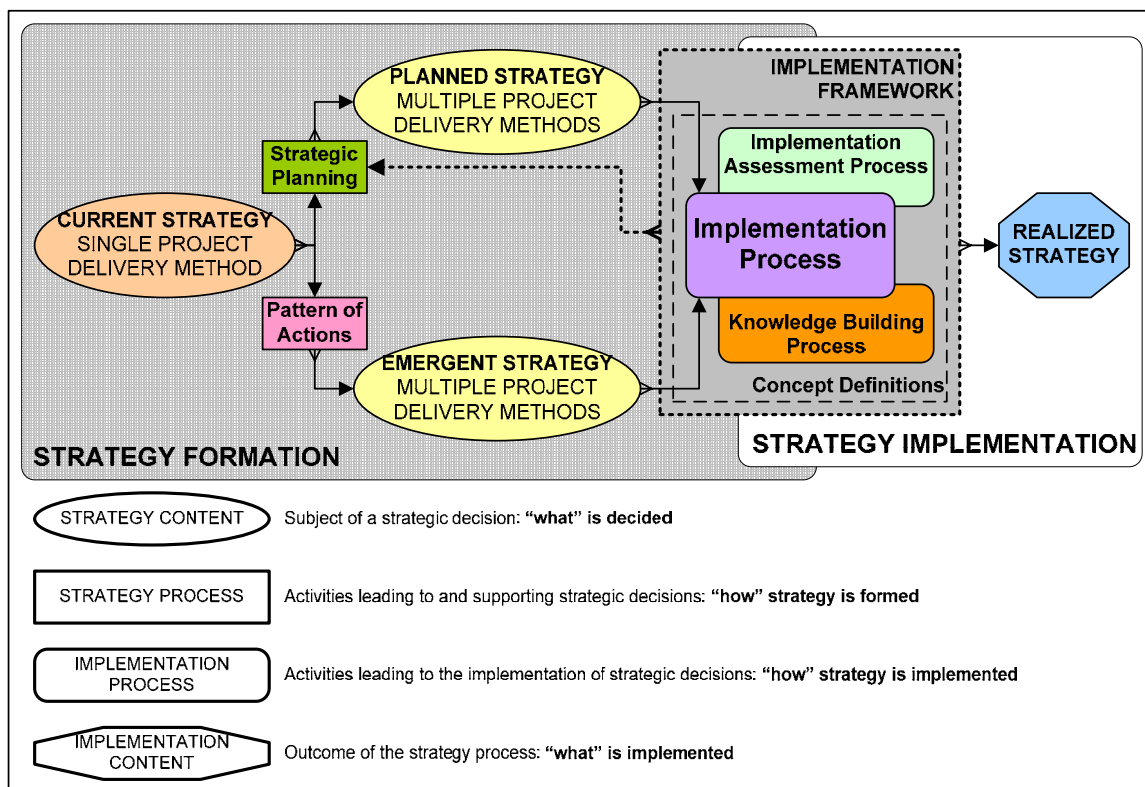 PLANNED STRATEGY
MULTIPLE PROJECT
DELIVERY METHODS
IMPLEMENTATION
FRAMEWORK
Strategic
Planning
Implementation
Assessment Process
CURRENT STRATEGY
SINGLE PROJECT
DELIVERY METHOD
Implementation
Process
REALIZED
STRATEGY
Pattern of
Actions
Knowledge Building
Process
EMERGENT STRATEGY
MULTIPLE PROJECT
DELIVERY METHODS
Concept Definitions
STRATEGY FORMATION
STRATEGY IMPLEMENTATION
STRATEGY CONTENT
Subject of a strategic decision: “what” is decided
STRATEGY PROCESS
Activities leading to and supporting strategic decisions: “how” strategy is formed
IMPLEMENTATION
PROCESS
Activities leading to the implementation of strategic decisions: “how” strategy is implemented
IMPLEMENTATION
CONTENT
Outcome of the strategy process: “what” is implemented